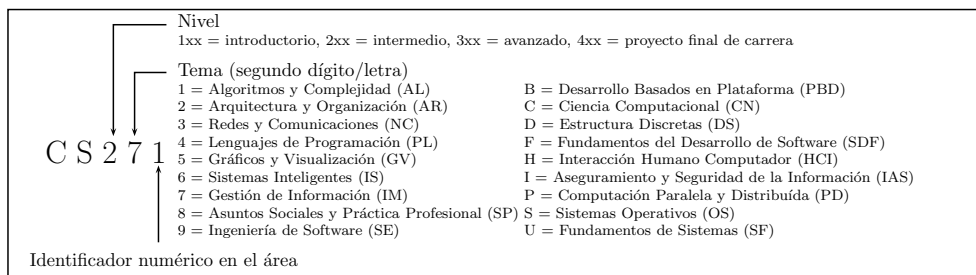 Nivel
1xx = introductorio, 2xx = intermedio, 3xx = avanzado, 4xx = proyecto final de carrera
Tema (segundo dígito/letra)
1 = Algoritmos y Complejidad (AL) B = Desarrollo Basados en Plataforma (PBD)
2 = Arquitectura y Organización (AR) C = Ciencia Computacional (CN)
3 = Redes y Comunicaciones (NC) D = Estructura Discretas (DS)
4 = Lenguajes de Programación (PL) F = Fundamentos del Desarrollo de Software (SDF)
C S 2 7 1
5 = Gráficos y Visualización (GV) H = Interacción Humano Computador (HCI)
6 = Sistemas Inteligentes (IS) I = Aseguramiento y Seguridad de la Información (IAS)
7 = Gestión de Información (IM) P = Computación Paralela y Distribuída (PD)
8 = Asuntos Sociales y Práctica Profesional (SP) S = Sistemas Operativos (OS)
9 = Ingeniería de Software (SE) U = Fundamentos de Sistemas (SF)
Identificador numérico en el área